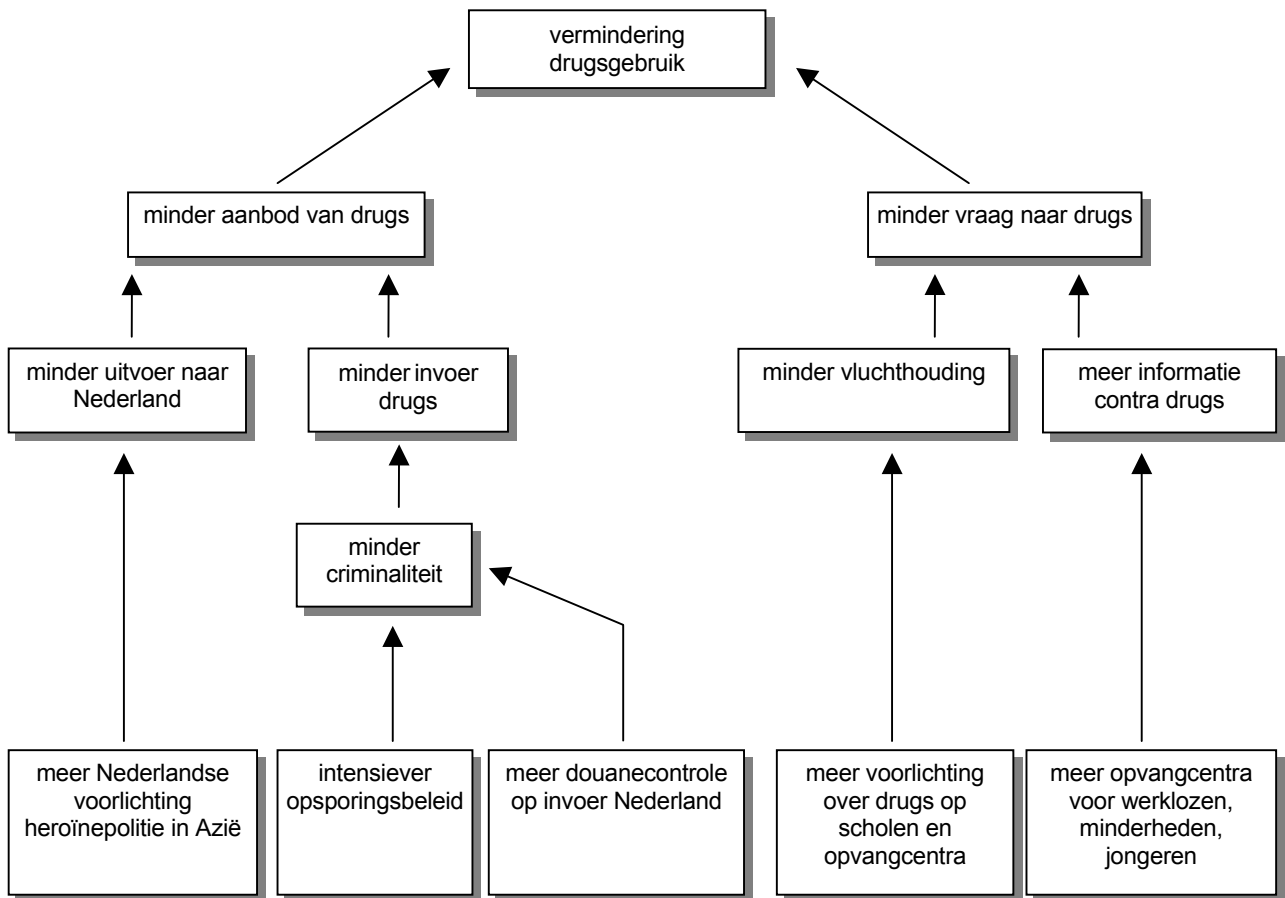 vermindering
drugsgebruik
minder aanbod van drugs
minder vraag naar drugs
minder uitvoer naar
Nederland
minder invoer
drugs
minder vluchthouding
meer informatie
contra drugs
minder
criminaliteit
meer Nederlandse
voorlichting
heroïnepolitie in Azië
intensiever
opsporingsbeleid
meer douanecontrole
op invoer Nederland
meer voorlichting
over drugs op
scholen en
opvangcentra
meer opvangcentra
voor werklozen,
minderheden,
jongeren